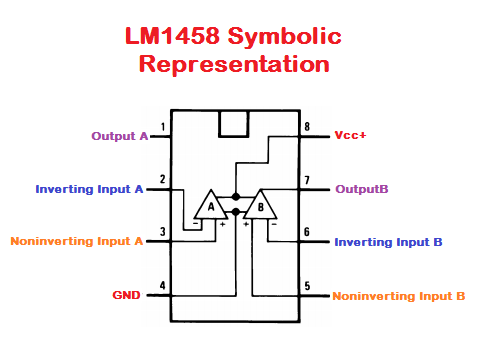 LM1458 Symbolic
Representation
1
8
Output A
Vcc+
2
7
Inverting Input A
A
B
OutputB
- + + -
3
6
Noninverting Input A
Inverting Input B
4
5
GND
Noninverting Input B